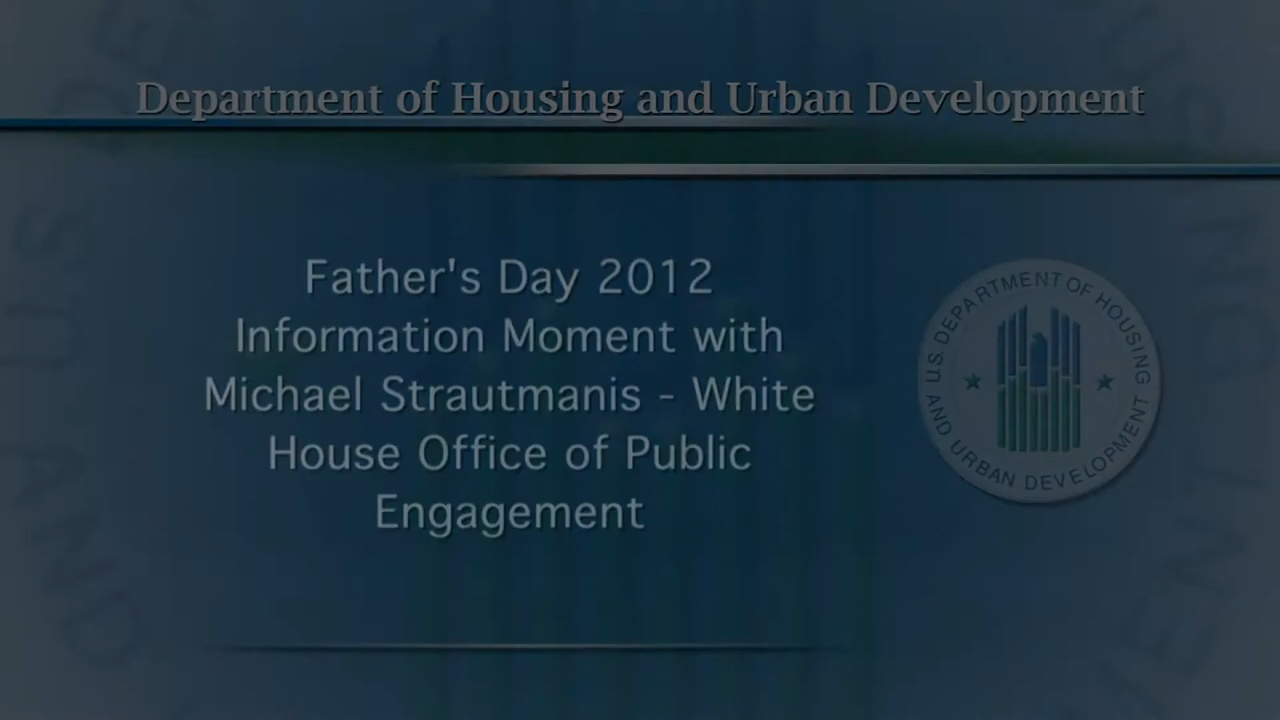 Department of Housing and Urban Development
Father's Day 2012
Information Moment with
Michael Strautmanis - White
House Office of Public
Engagement
U.S. DEPARTMENT OF HOUSING
AND URBAN DEVELOPMENT